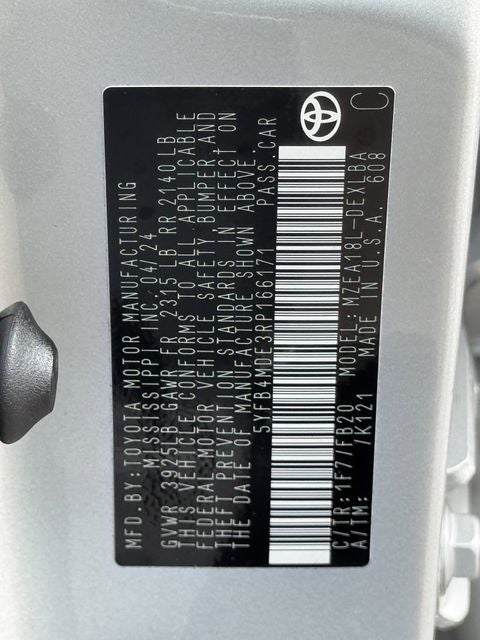 MFD.BY: TOYOTA MOTOR MANUFACTURING
MISSISSIPPI INC. 04/24
GVWR 3925LB GAWR FR 2315 LB RR 2140LB
THIS VEHICLE CONFORMS TO ALL APPLICABLE
FEDERAL MOTOR VEHICLE SAFETY, BUMPER, AND
THEFT PREVENTION STANDARDS IN EFFECT ON
THE DATE OF MANUFACTURE SHOWN ABOVE.
5YFB4MDE3RP166171 PASS.CAR
C/TR: 1F7/FB20 MODEL: MZEA18L-DEXLBA C
A/TM: /K121 MADE IN U.S.A. 608